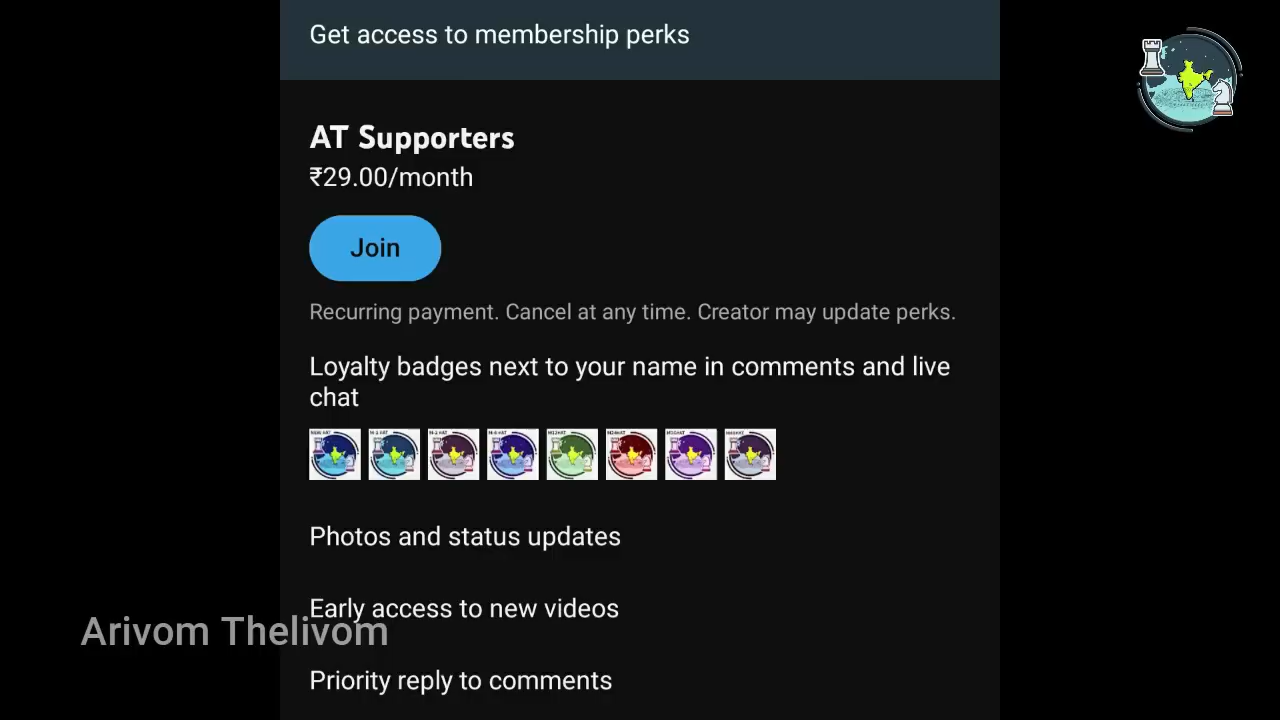 Get access to membership perks
AT Supporters
₹29.00/month
Join
Recurring payment. Cancel at any time. Creator may update perks.
Loyalty badges next to your name in comments and live
chat
Photos and status updates
Early access to new videos
Arivom Thelivom
Priority reply to comments